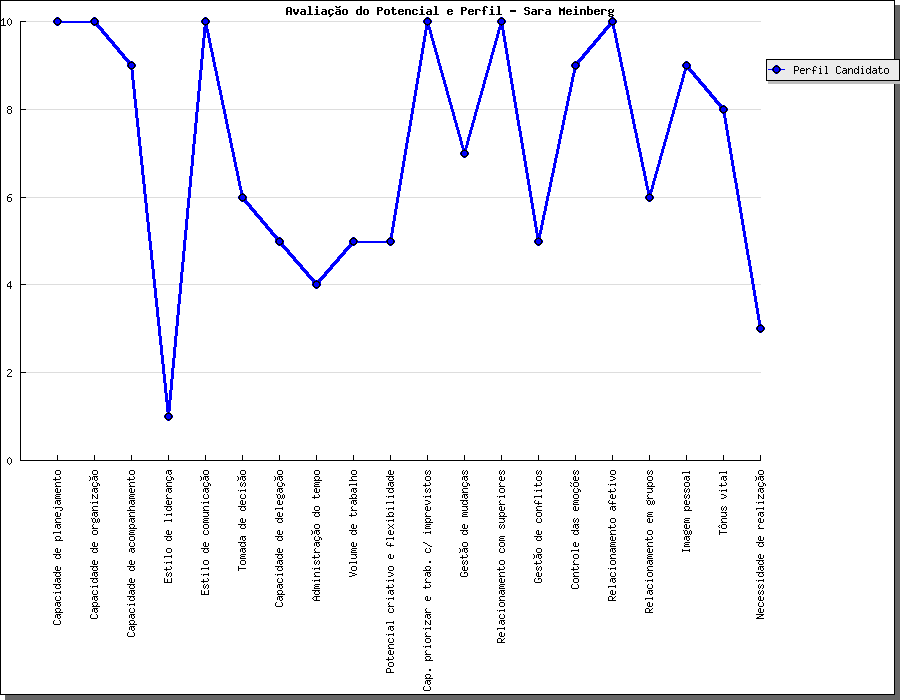 Avaliação do Potencial e Perfil - Sara Meinberg
10
8
6
4
2
0
Perfil Candidato
Capacidade de planejamento
Capacidade de organização
Capacidade de acompanhamento
Estilo de liderança
Estilo de comunicação
Tomada de decisão
Capacidade de delegação
Administração do tempo
Volume de trabalho
Potencial criativo e flexibilidade
Cap. priorizar e trab. c/ imprevistos
Gestão de mudanças
Relacionamento com superiores
Gestão de conflitos
Controle das emoções
Relacionamento afetivo
Relacionamento em grupos
Imagem pessoal
Tônus vital
Necessidade de realização